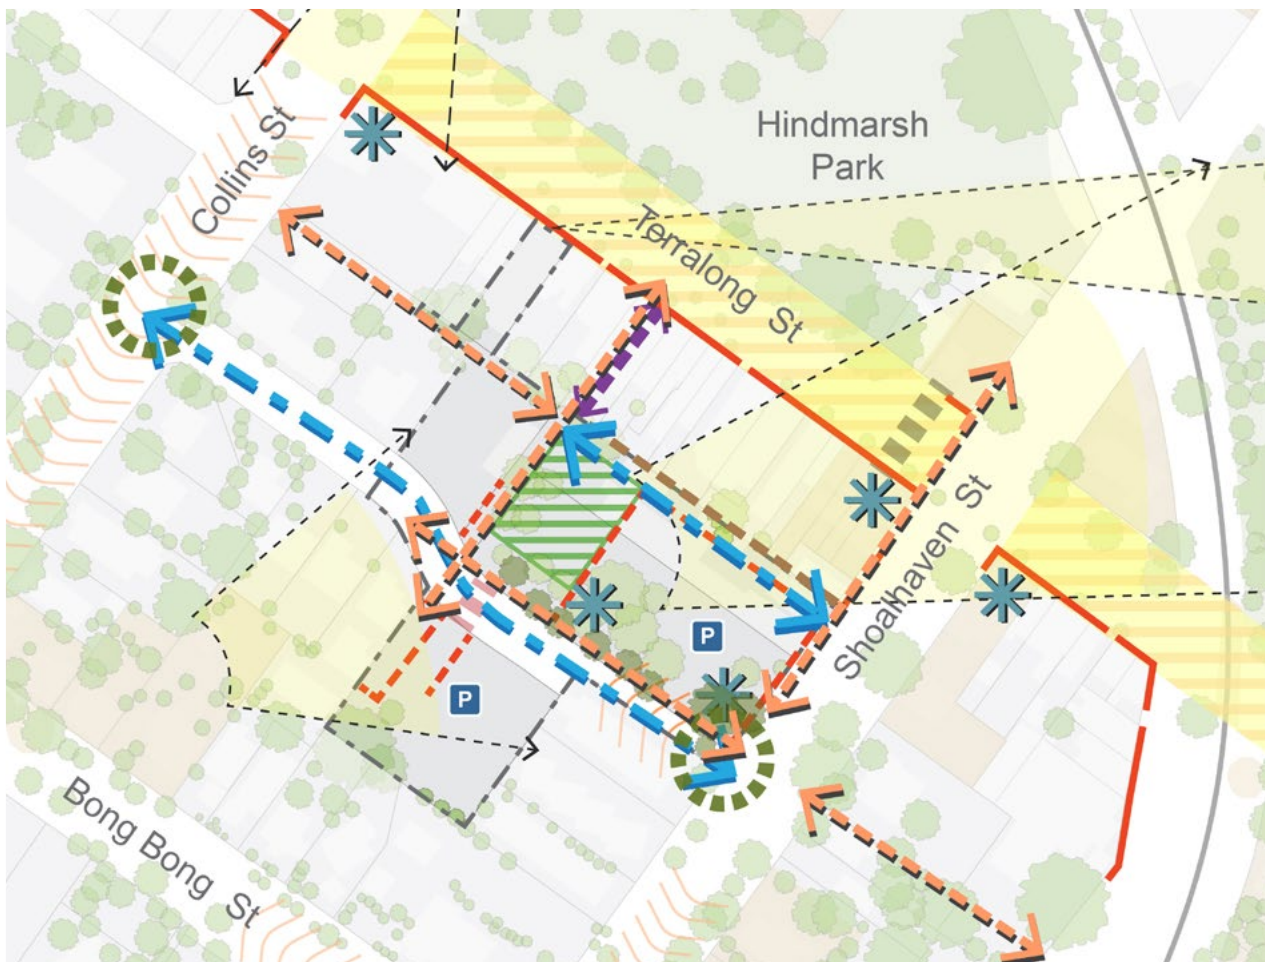 Hindmarsh
Park
Collins St
Terralong St
Shoalhaven St
P
P
Bong Bong St